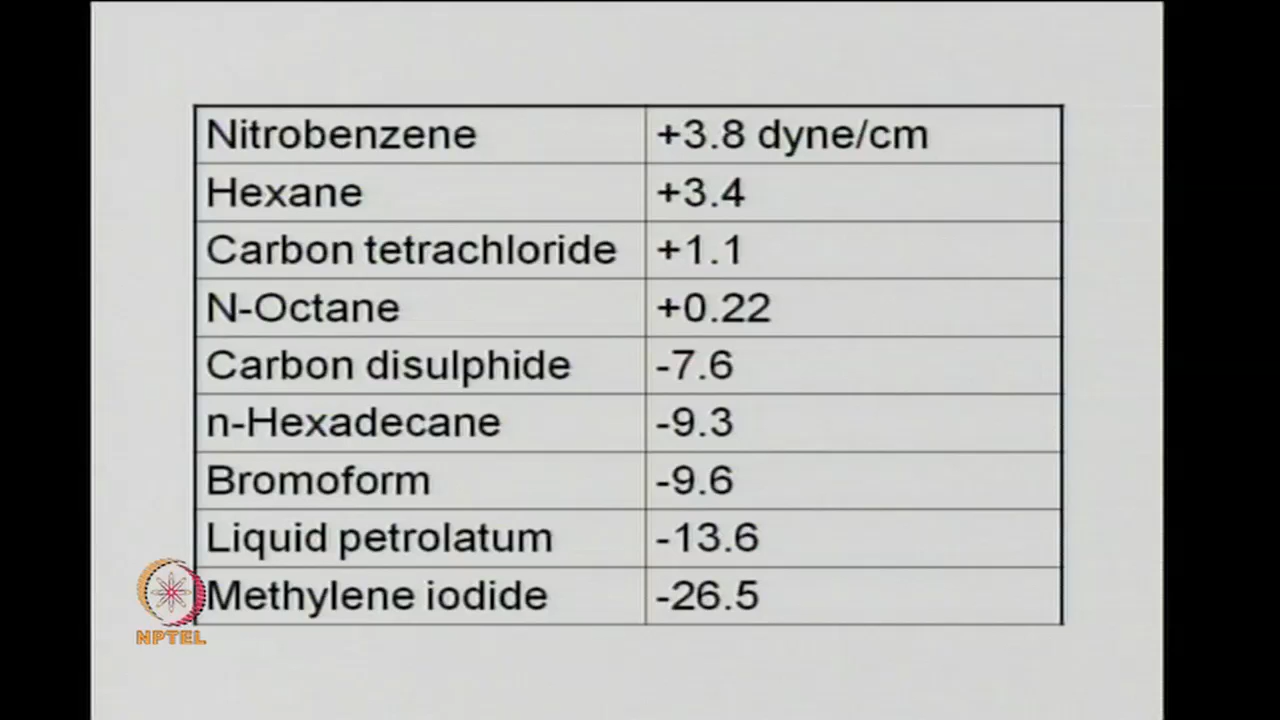 Nitrobenzene +3.8 dyne/cm
Hexane +3.4
Carbon tetrachloride +1.1
N-Octane +0.22
Carbon disulphide -7.6
n-Hexadecane -9.3
Bromoform -9.6
Liquid petrolatum -13.6
Methylene iodide -26.5
NPTEL